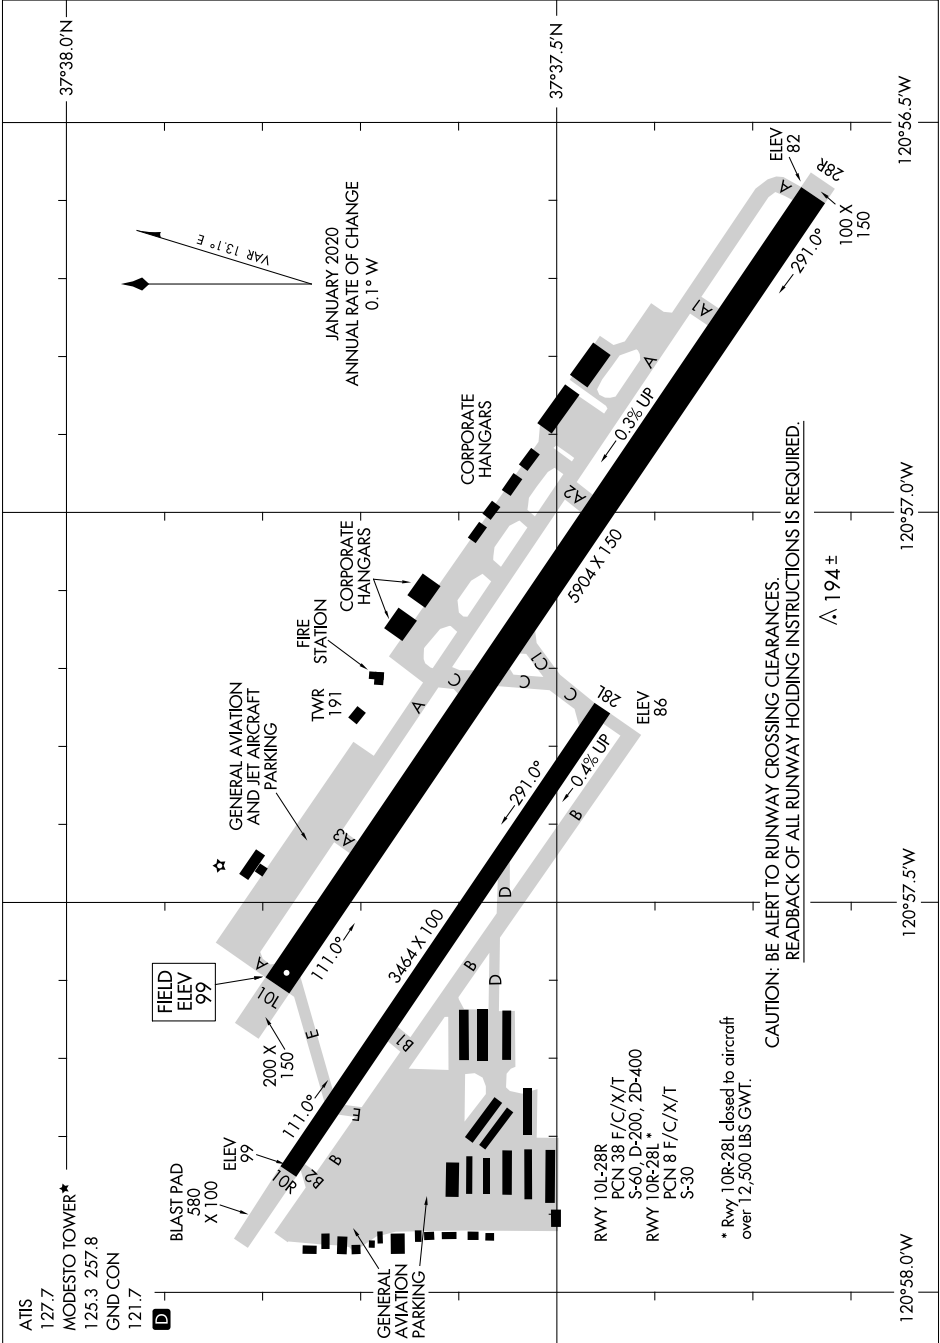 ATIS
127.7
MODESTO TOWER★
125.3 257.8
GND CON
121.7
D
37°38.0'N
37°37.5'N
VAR 13.1° E
JANUARY 2020
ANNUAL RATE OF CHANGE
0.1° W
120°56.5'W
120°57.0'W
120°57.5'W
120°58.0'W
ELEV
82
28R
A
100 X
150
291.0°
A1
A
0.3% UP
A2
5904 X 150
CORPORATE
HANGARS
CORPORATE
HANGARS
FIRE
STATION
TWR
191
GENERAL AVIATION
AND JET AIRCRAFT
PARKING
A
C
C
C1
C
28L
ELEV
86
A3
291.0°
0.4% UP
B
D
111.0°
3464 X 100
A
FIELD
ELEV
99
10L
200 X
150
E
B
D
B1
111.0°
E
ELEV
99
10R
B2
B
BLAST PAD
580
X 100
GENERAL
AVIATION
PARKING
RWY 10L-28R
PCN 38 F/C/X/T
S-60, D-200, 2D-400
RWY 10R-28L *
PCN 8 F/C/X/T
S-30
* Rwy 10R-28L closed to aircraft
over 12,500 LBS GWT.
CAUTION: BE ALERT TO RUNWAY CROSSING CLEARANCES.
READBACK OF ALL RUNWAY HOLDING INSTRUCTIONS IS REQUIRED.
194 ±